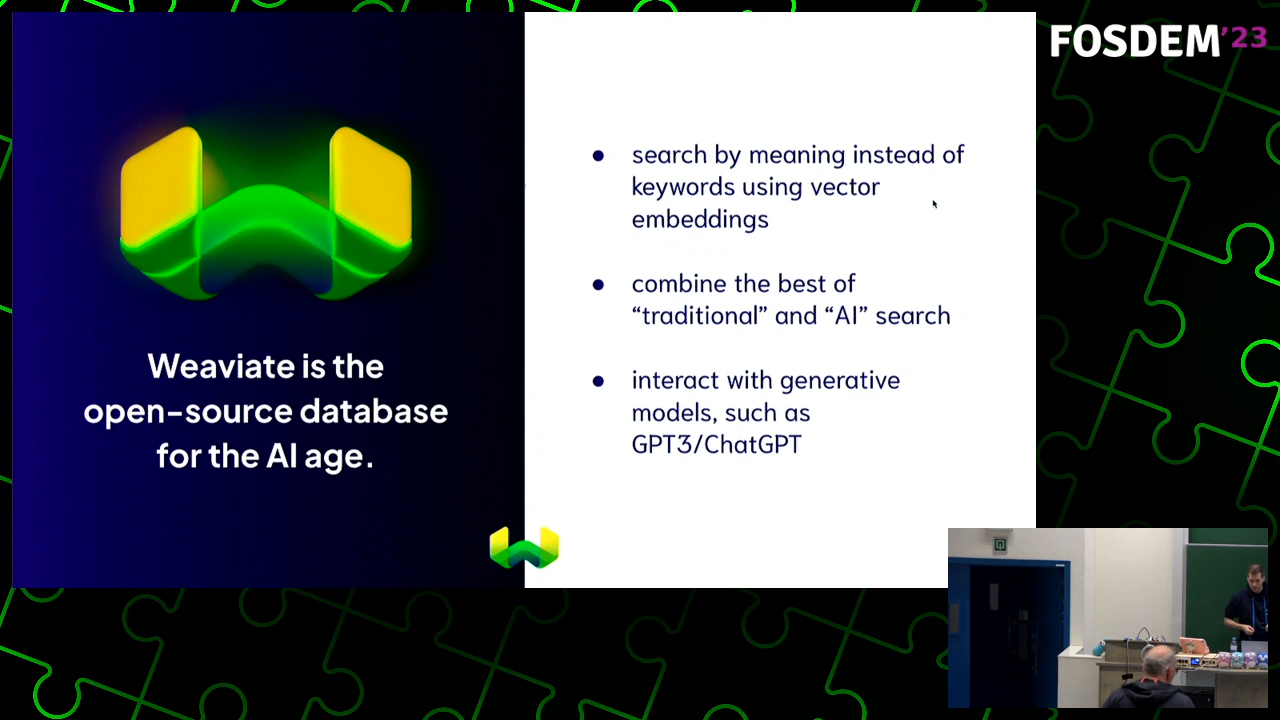 FOSDEM'23
Weaviate is the
open-source database
for the AI age.
● search by meaning instead of
keywords using vector
embeddings
● combine the best of
“traditional” and “AI” search
● interact with generative
models, such as
GPT3/ChatGPT